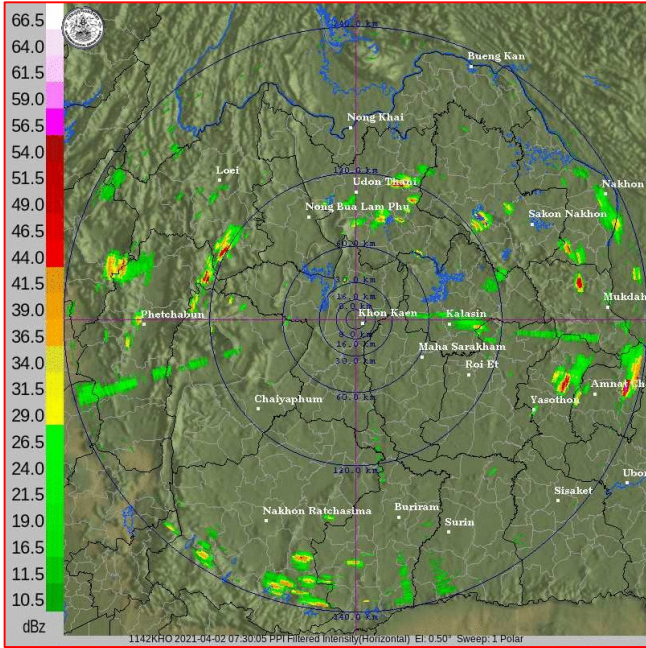 66.5
64.0
61.5
59.0
56.5
54.0
51.5
49.0
46.5
44.0
41.5
39.0
36.5
34.0
31.5
29.0
26.5
24.0
21.5
19.0
16.5
14.0
11.5
10.5
dBz
Bueng Kan
Nong Khai
Loei
Udon Thani
Nakhon
Nong Bua Lam Phu
Sakon Nakhon
Mukdah
Phetchabun
Khon Kaen
Kalasin
8.0 km
16.0 km
30.0 km
Maha Sarakham
Roi Et
Amnat Ch
Chaiyaphum
60.0 km
Yasothon
120.0 km
Ubor
Sisaket
Nakhon Ratchasima
Buriram
Surin
240.0 km
1142KHO 2021-04-02 07:30:05 PPI Filtered Intensity(Horizontal) El: 0.50° Sweep: 1 Polar